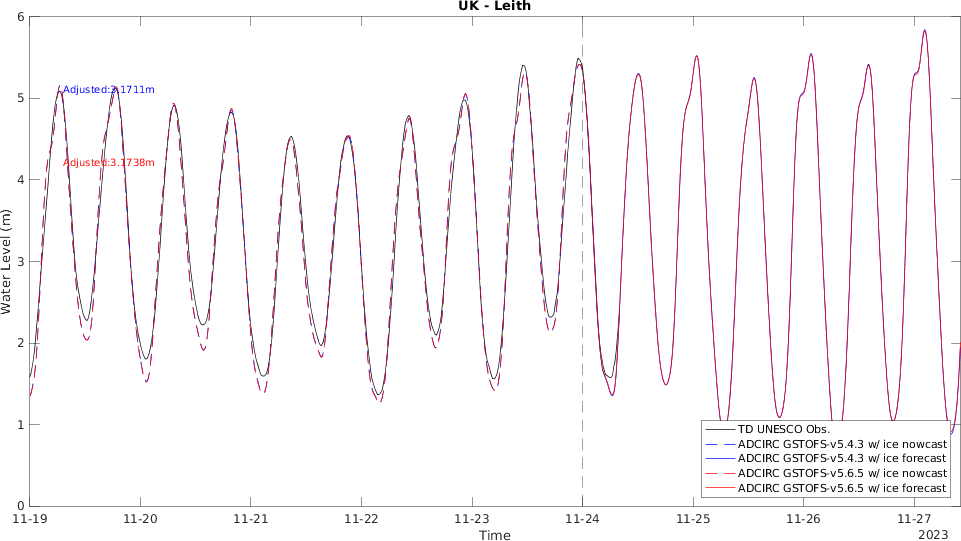 UK - Leith
6
5
4
3
2
1
0
Water Level (m)
Adjusted:3.1711m
Adjusted:3.1738m
TD UNESCO Obs.
ADCIRC GSTOFS-v5.4.3 w/ ice nowcast
ADCIRC GSTOFS-v5.4.3 w/ ice forecast
ADCIRC GSTOFS-v5.6.5 w/ ice nowcast
ADCIRC GSTOFS-v5.6.5 w/ ice forecast
11-19 11-20 11-21 11-22 11-23 11-24 11-25 11-26 11-27
Time
2023